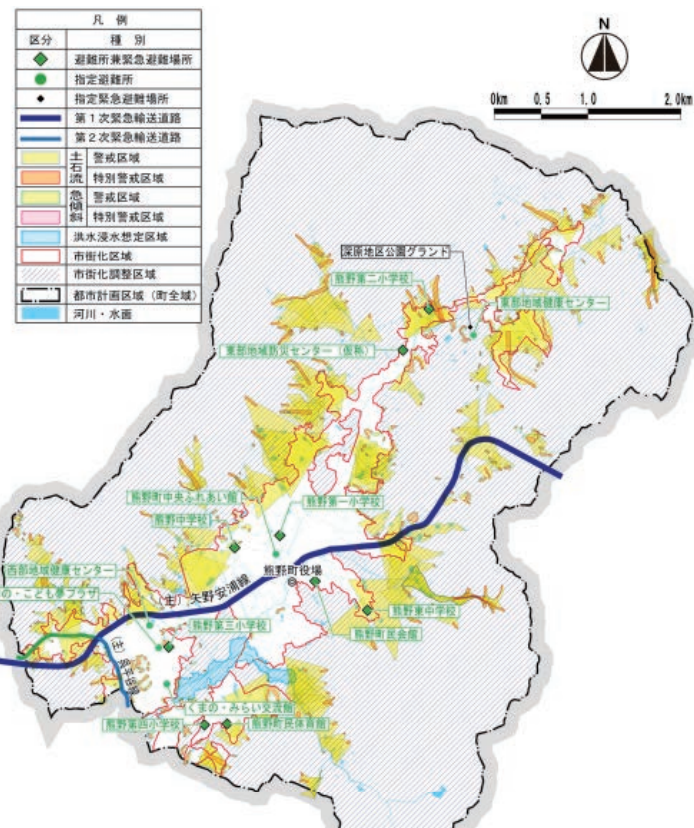 凡 例
区分 種 別
避難所兼緊急避難場所
指定避難所
指定緊急避難場所
第1次緊急輸送道路
第2次緊急輸送道路
土石流 警戒区域
特別警戒区域
急傾斜 警戒区域
特別警戒区域
洪水浸水想定区域
市街化区域
市街化調整区域
都市計画区域（町全域）
河川・水面
N
0km 0.5 1.0 2.0km
深原地区公園グランド
熊野第二小学校
東部地域健康センター
東部地域防災センター（仮称）
熊野町中央ふれあい館
熊野第一小学校
熊野中学校
熊野町役場
西部地域健康センター
(主) 矢野安浦線
の・こども夢プラザ
熊野東中学校
熊野第三小学校
熊野町民会館
(主)
くまの・みらい交流館
熊野第四小学校
熊野町民体育館